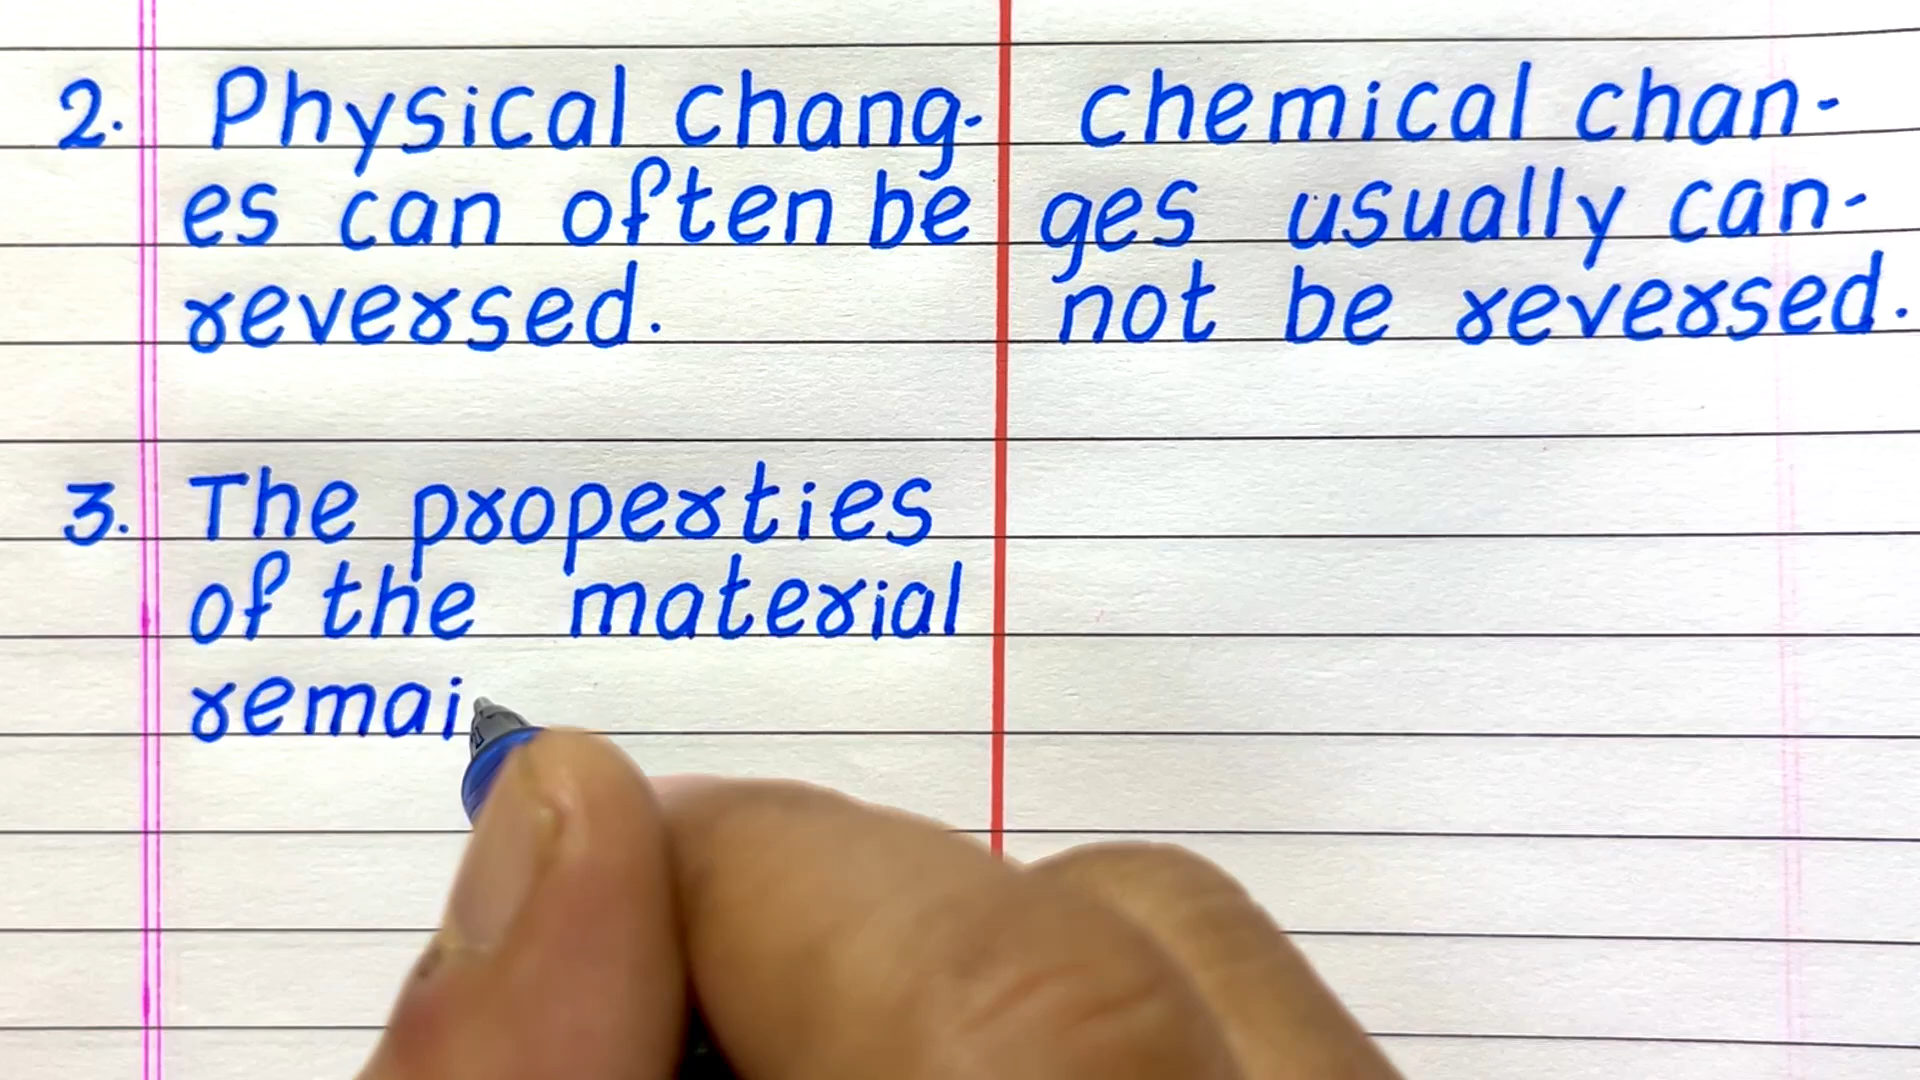 2. Physical chang-
es can often be
reversed.
chemical chan-
ges usually can-
not be reversed.
3. The properties
of the material
remai